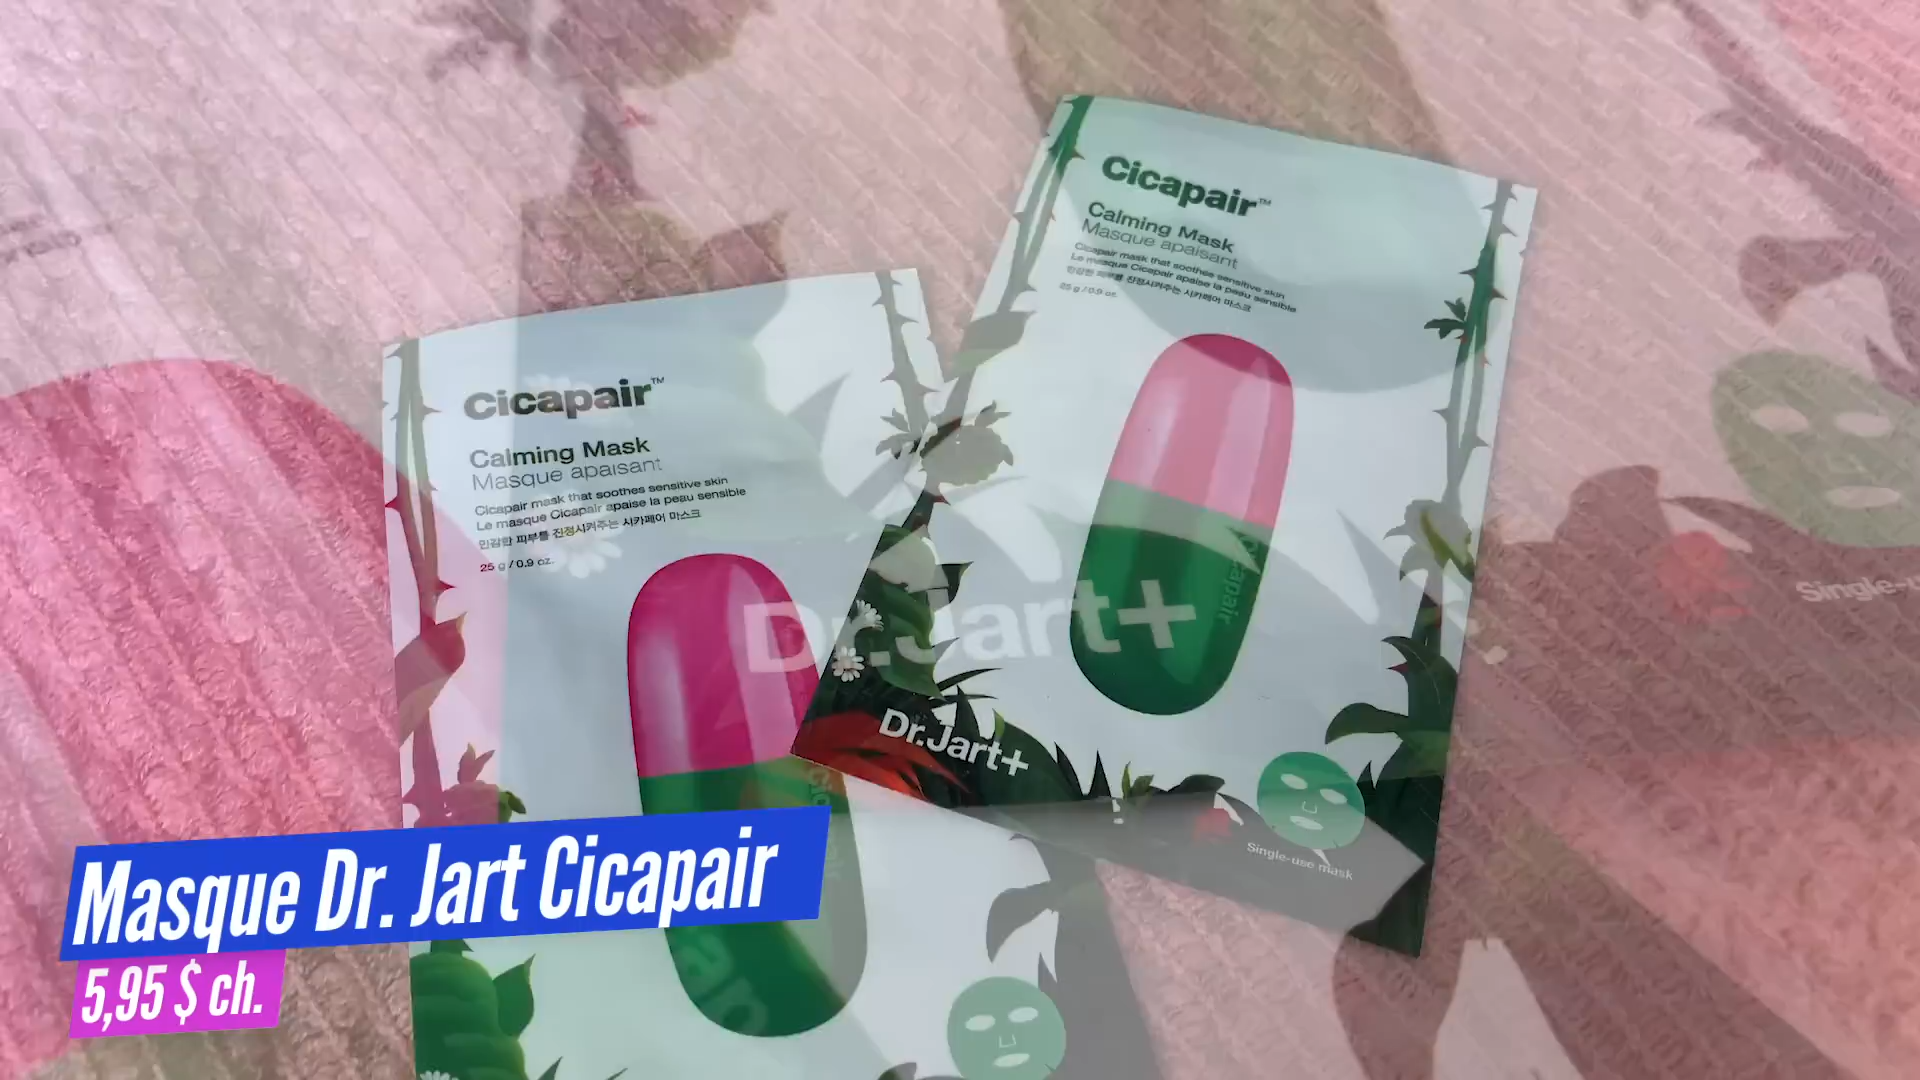 Cicapair™
Calming Mask
Masque apaisant
Cicapair mask that soothes sensitive skin
Le masque Cicapair apaise la peau sensible
민감한 피부를 진정시켜주는 시카페어 마스크
25 g / 0.9 oz.
Cicapair
Dr.Jart+
Single-use mask
Cicapair™
Calming Mask
Masque apaisant
Cicapair mask that soothes sensitive skin
Le masque Cicapair apaise la peau sensible
민감한 피부를 진정시켜주는 시카페어 마스크
25 g / 0.9 oz.
Dr.Jart+
Masque Dr. Jart Cicapair
5,95 $ ch.